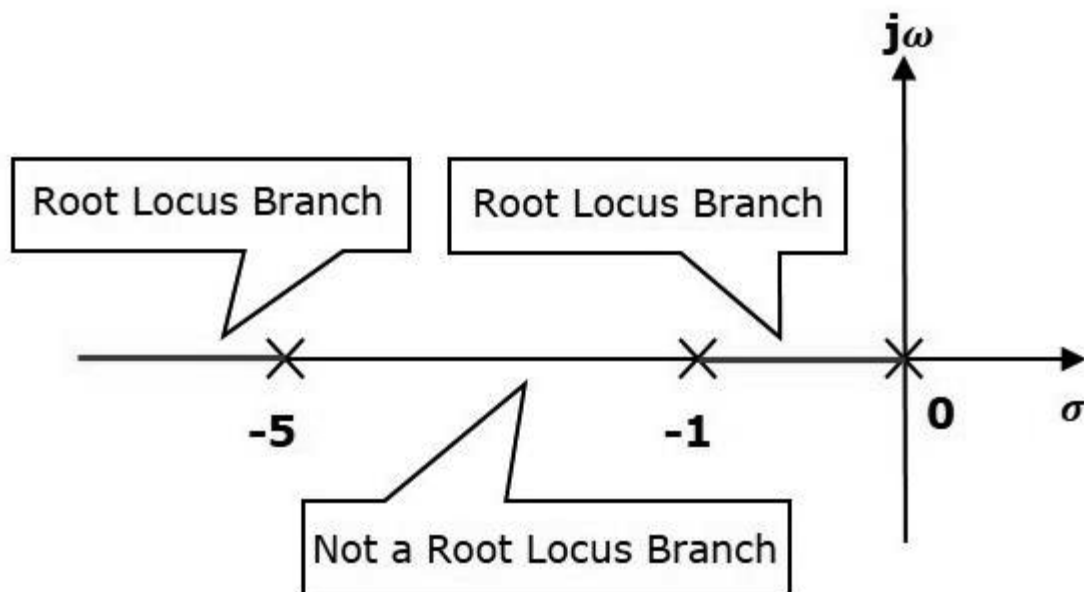 jω
Root Locus Branch
Root Locus Branch
-5
-1
0
σ
Not a Root Locus Branch